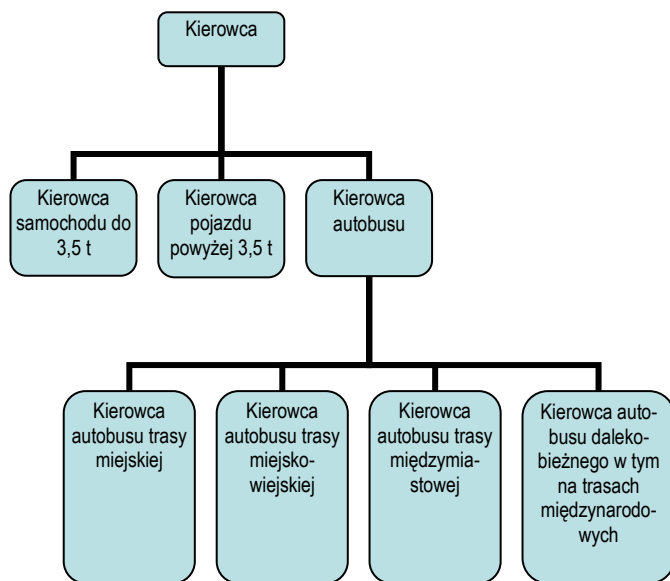 Kierowca
Kierowca
samochodu do
3,5 t
Kierowca
pojazdu
powyżej 3,5 t
Kierowca
autobusu
Kierowca
autobusu trasy
miejskiej
Kierowca
autobusu trasy
miejsko-
wiejskiej
Kierowca
autobusu trasy
międzymia-
stowej
Kierowca auto-
busu daleko-
bieżnego w tym
na trasach
międzynarodo-
wych